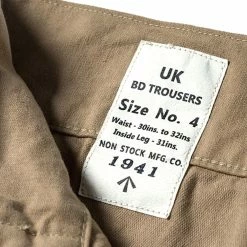 UK
BD TROUSERS
Size No. 4
Waist - 30ins. to 32ins
Inside Leg - 31ins.
NON STOCK MFG. CO.
1941